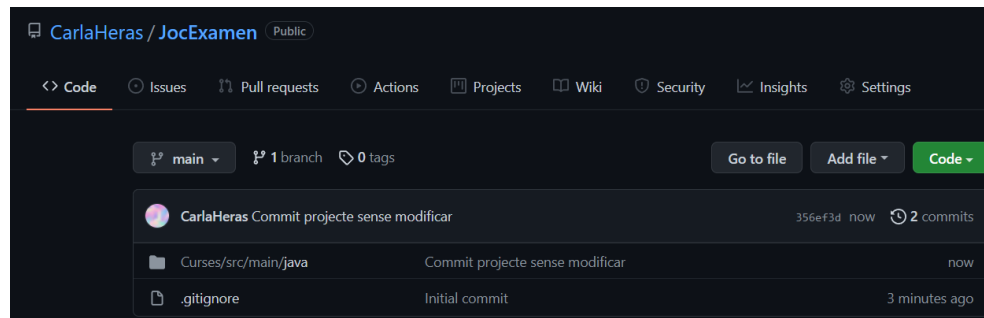 CarlaHeras / JocExamen Public
Code Issues Pull requests Actions Projects Wiki Security Insights Settings
main 1 branch 0 tags Go to file Add file Code
CarlaHeras Commit projecte sense modificar 356ef3d now 2 commits
Curses/src/main/java Commit projecte sense modificar now
.gitignore Initial commit 3 minutes ago